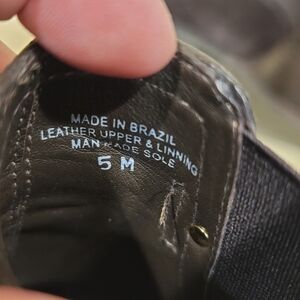 MADE IN BRAZIL
LEATHER UPPER & LINNING
MAN MADE SOLE
5 M